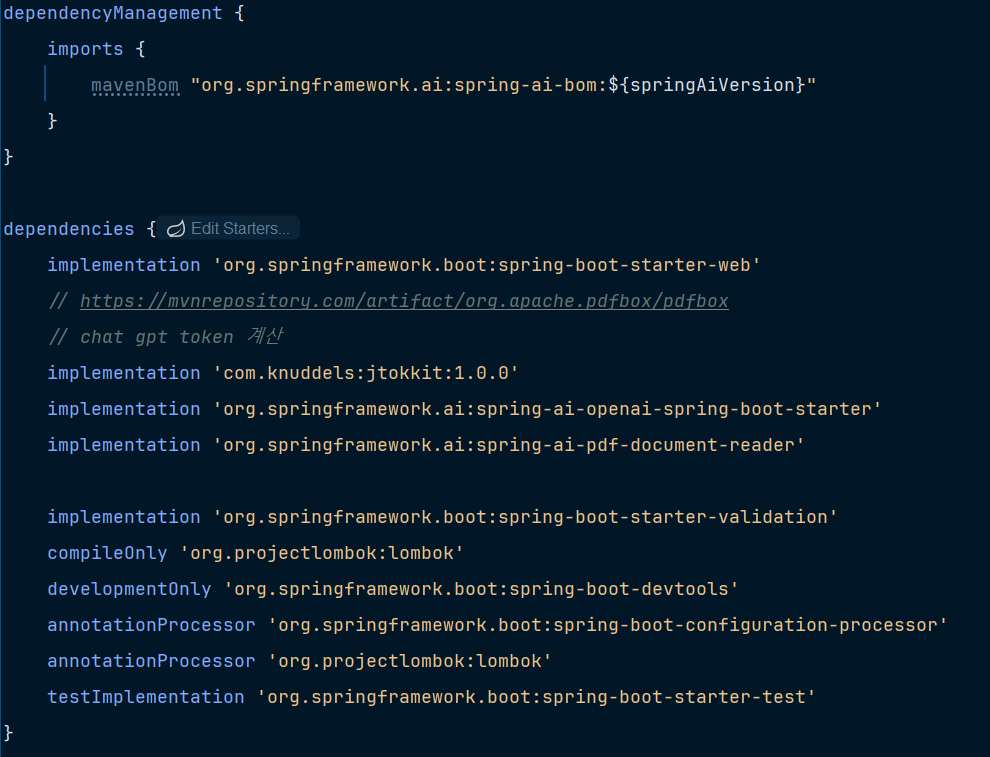 dependencyManagement {
imports {
mavenBom "org.springframework.ai:spring-ai-bom:${springAiVersion}"
}
}
dependencies { Edit Starters...
implementation 'org.springframework.boot:spring-boot-starter-web'
// https://mvnrepository.com/artifact/org.apache.pdfbox/pdfbox
// chat gpt token 계산
implementation 'com.knuddels:jtokkit:1.0.0'
implementation 'org.springframework.ai:spring-ai-openai-spring-boot-starter'
implementation 'org.springframework.ai:spring-ai-pdf-document-reader'
implementation 'org.springframework.boot:spring-boot-starter-validation'
compileOnly 'org.projectlombok:lombok'
developmentOnly 'org.springframework.boot:spring-boot-devtools'
annotationProcessor 'org.springframework.boot:spring-boot-configuration-processor'
annotationProcessor 'org.projectlombok:lombok'
testImplementation 'org.springframework.boot:spring-boot-starter-test'
}